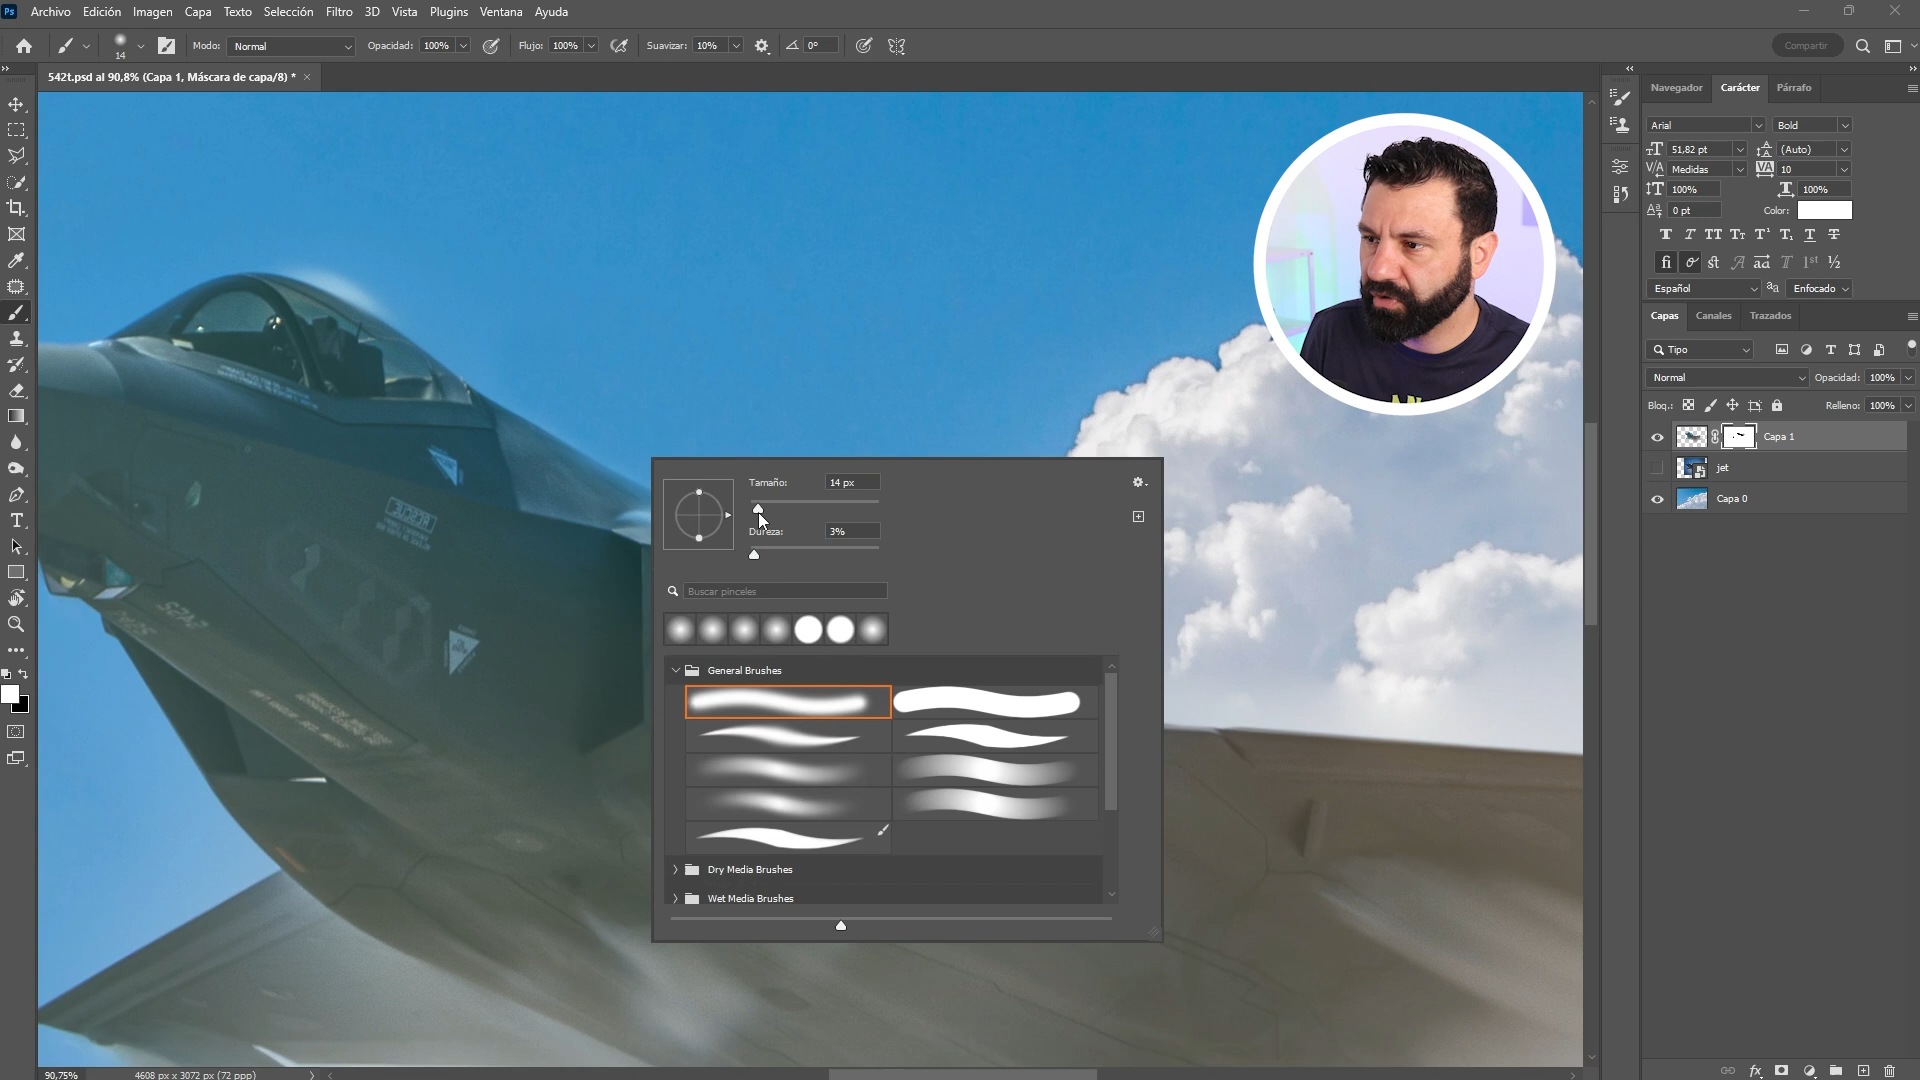 Ps Archivo Edición Imagen Capa Texto Selección Filtro 3D Vista Plugins Ventana Ayuda
14 Modo: Normal Opacidad: 100% Flujo: 100% Suavizar: 10% 0° Compartir
542t.psd al 90,8% (Capa 1, Máscara de capa/8) * ×
Navegador Carácter Párrafo
Arial Bold
51,82 pt (Auto)
Medidas 10
100% 100%
0 pt Color:
Español Enfocado
Capas Canales Trazados
Tipo
Normal Opacidad: 100%
Bloq.: Relleno: 100%
Capa 1
jet
Capa 0
RESCUE
Tamaño: 14 px
Dureza: 3%
Buscar pinceles
General Brushes
Dry Media Brushes
Wet Media Brushes
90,75% 4608 px x 3072 px (72 ppp)